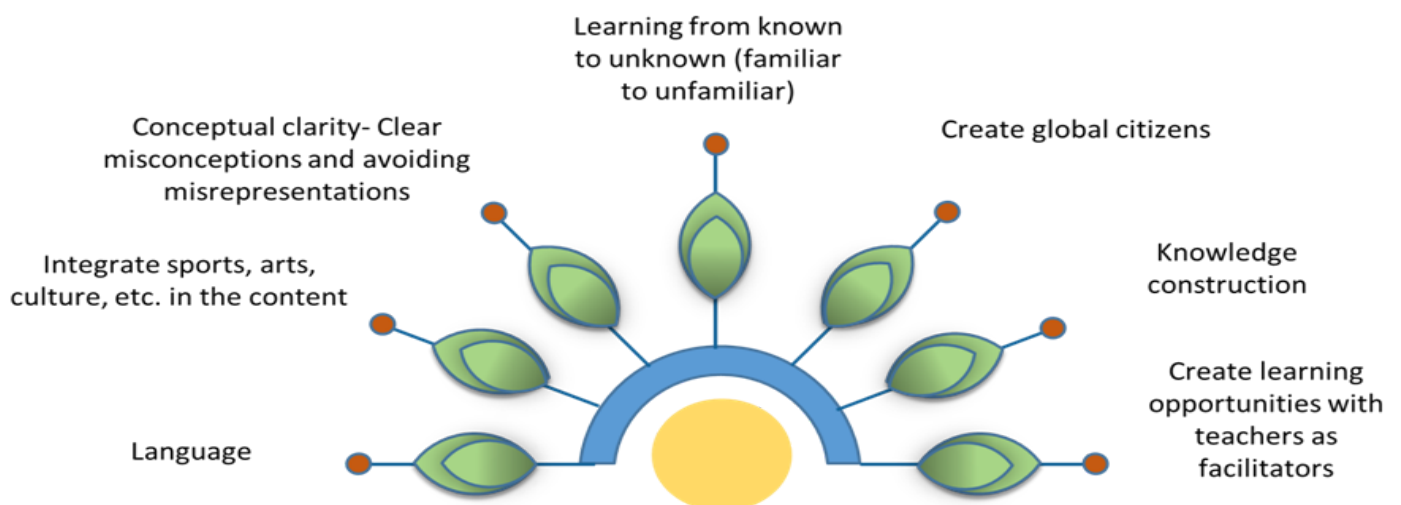 Learning from known
to unknown (familiar
to unfamiliar)
Conceptual clarity- Clear
misconceptions and avoiding
misrepresentations
Create global citizens
Integrate sports, arts,
culture, etc. in the content
Knowledge
construction
Language
Create learning
opportunities with
teachers as
facilitators